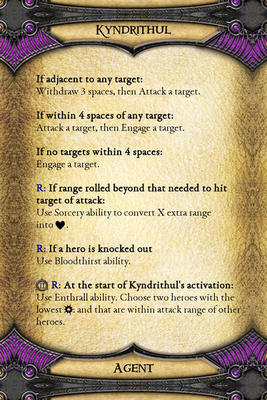 Kyndrithul
If adjacent to any target:
Withdraw 3 spaces, then Attack a target.
If within 4 spaces of any target:
Attack a target, then Engage a target.
If no targets within 4 spaces:
Engage a target.
R: If range rolled beyond that needed to hit
target of attack:
Use Sorcery ability to convert X extra range
into ♥.
R: If a hero is knocked out
Use Bloodthirst ability.
R: At the start of Kyndrithul's activation:
Use Enthrall ability. Choose two heroes with the
lowest and that are within attack range of other
heroes.
Agent